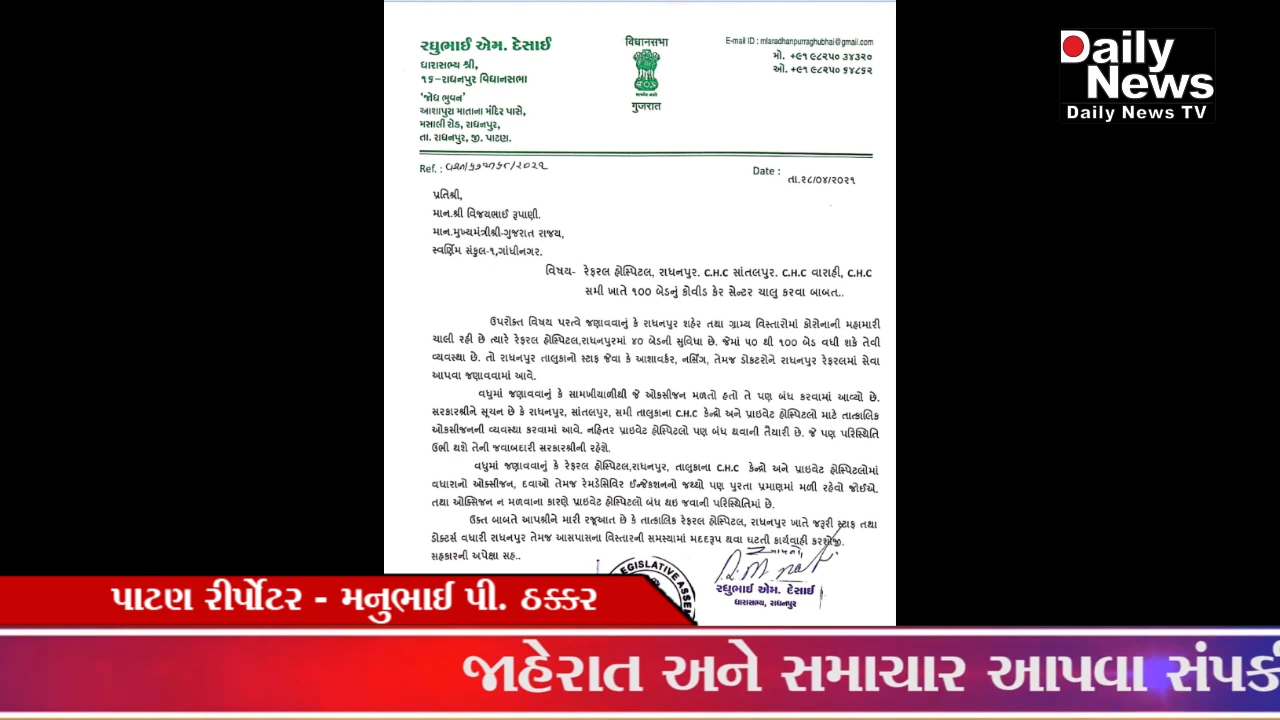 રઘુભાઈ એમ. દેસાઈ
ધારાસભ્ય શ્રી,
૧૬-રાધનપુર વિધાનસભા
'જોધ ભુવન'
આશાપુરા માતાના મંદિર પાસે,
મસાલી રોડ, રાધનપુર,
તા. રાધનપુર, જી. પાટણ.
विधानसभा
गुजरात
E-mail ID : mlaradhanpurraghubhai@gmail.com
મો. +૯૧ ૯૮૨૫૦ ૩૪૩૨૦
ઓ. +૯૧ ૯૮૨૫૦ ૬૪૮૬૨
Daily
News
Daily News TV
Ref. :
Date : તા.૨૮/૦૪/૨૦૨૧
પ્રતિશ્રી,
માન.શ્રી વિજયભાઈ રૂપાણી.
માન.મુખ્યમંત્રીશ્રી-ગુજરાત રાજય,
સ્વર્ણિમ સંકુલ-૧,ગાંધીનગર.
વિષય- રેફરલ હોસ્પિટલ, રાધનપુર. C.H.C સાંતલપુર. C.H.C વારાહી, C.H.C
સમી ખાતે ૧૦૦ બેડનું કોવીડ કેર સેન્ટર ચાલુ કરવા બાબત..
ઉપરોક્ત વિષય પરત્વે જણાવવાનું કે રાધનપુર શહેર તથા ગ્રામ્ય વિસ્તારોમાં કોરોનાની મહામારી
ચાલી રહી છે ત્યારે રેફરલ હોસ્પિટલ,રાધનપુરમાં ૪૦ બેડની સુવિધા છે. જેમાં ૫૦ થી ૧૦૦ બેડ વધી શકે તેવી
વ્યવસ્થા છે. તો રાધનપુર તાલુકાનો સ્ટાફ જેવા કે આશાવર્કર, નર્સિંગ, તેમજ ડોકટરોને રાધનપુર રેફરલમાં સેવા
આપવા જણાવવામાં આવે.
વધુમાં જણાવવાનું કે સામખીયાળીથી જે ઓકસીજન મળતો હતો તે પણ બંધ કરવામાં આવ્યો છે.
સરકારશ્રીને સૂચન છે કે રાધનપુર, સાંતલપુર, સમી તાલુકાના C.H.C કેન્દ્રો અને પ્રાઇવેટ હોસ્પિટલો માટે તાત્કાલિક
ઓકસીજનની વ્યવસ્થા કરવામાં આવે. નહિતર પ્રાઇવેટ હોસ્પિટલો પણ બંધ થવાની તૈયારી છે. જે પણ પરિસ્થિતિ
ઉભી થશે તેની જવાબદારી સરકારશ્રીની રહેશે.
વધુમાં જણાવવાનું કે રેફરલ હોસ્પિટલ,રાધનપુર, તાલુકાના C.H.C કેન્દ્રો અને પ્રાઇવેટ હોસ્પિટલોમાં
વધારાનો ઓક્સીજન, દવાઓ તેમજ રેમડેસિવિર ઈન્જેકશનનો જથ્થો પણ પુરતા પ્રમાણમાં મળી રહેવો જોઈએ.
તથા ઓક્સિજન ન મળવાના કારણે પ્રાઇવેટ હોસ્પિટલો બંધ થઇ જવાની પરિસ્થિતિમાં છે.
ઉક્ત બાબતે આપશ્રીને મારી રજૂઆત છે કે તાત્કાલિક રેફરલ હોસ્પિટલ, રાધનપુર ખાતે જરૂરી સ્ટાફ તથા
ડોક્ટર્સ વધારી રાધનપુર તેમજ આસપાસના વિસ્તારની સમસ્યામાં મદદરૂપ થવા ઘટતી કાર્યવાહી કરશોજી.
સહકારની અપેક્ષા સહ..
LEGISLATIVE ASSEM
રઘુભાઈ એમ. દેસાઈ
ધારાસભ્ય, રાધનપુર
પાટણ રીર્પોટર - મનુભાઈ પી. ઠક્કર
જાહેરાત અને સમાચાર આપવા સંપર્ક